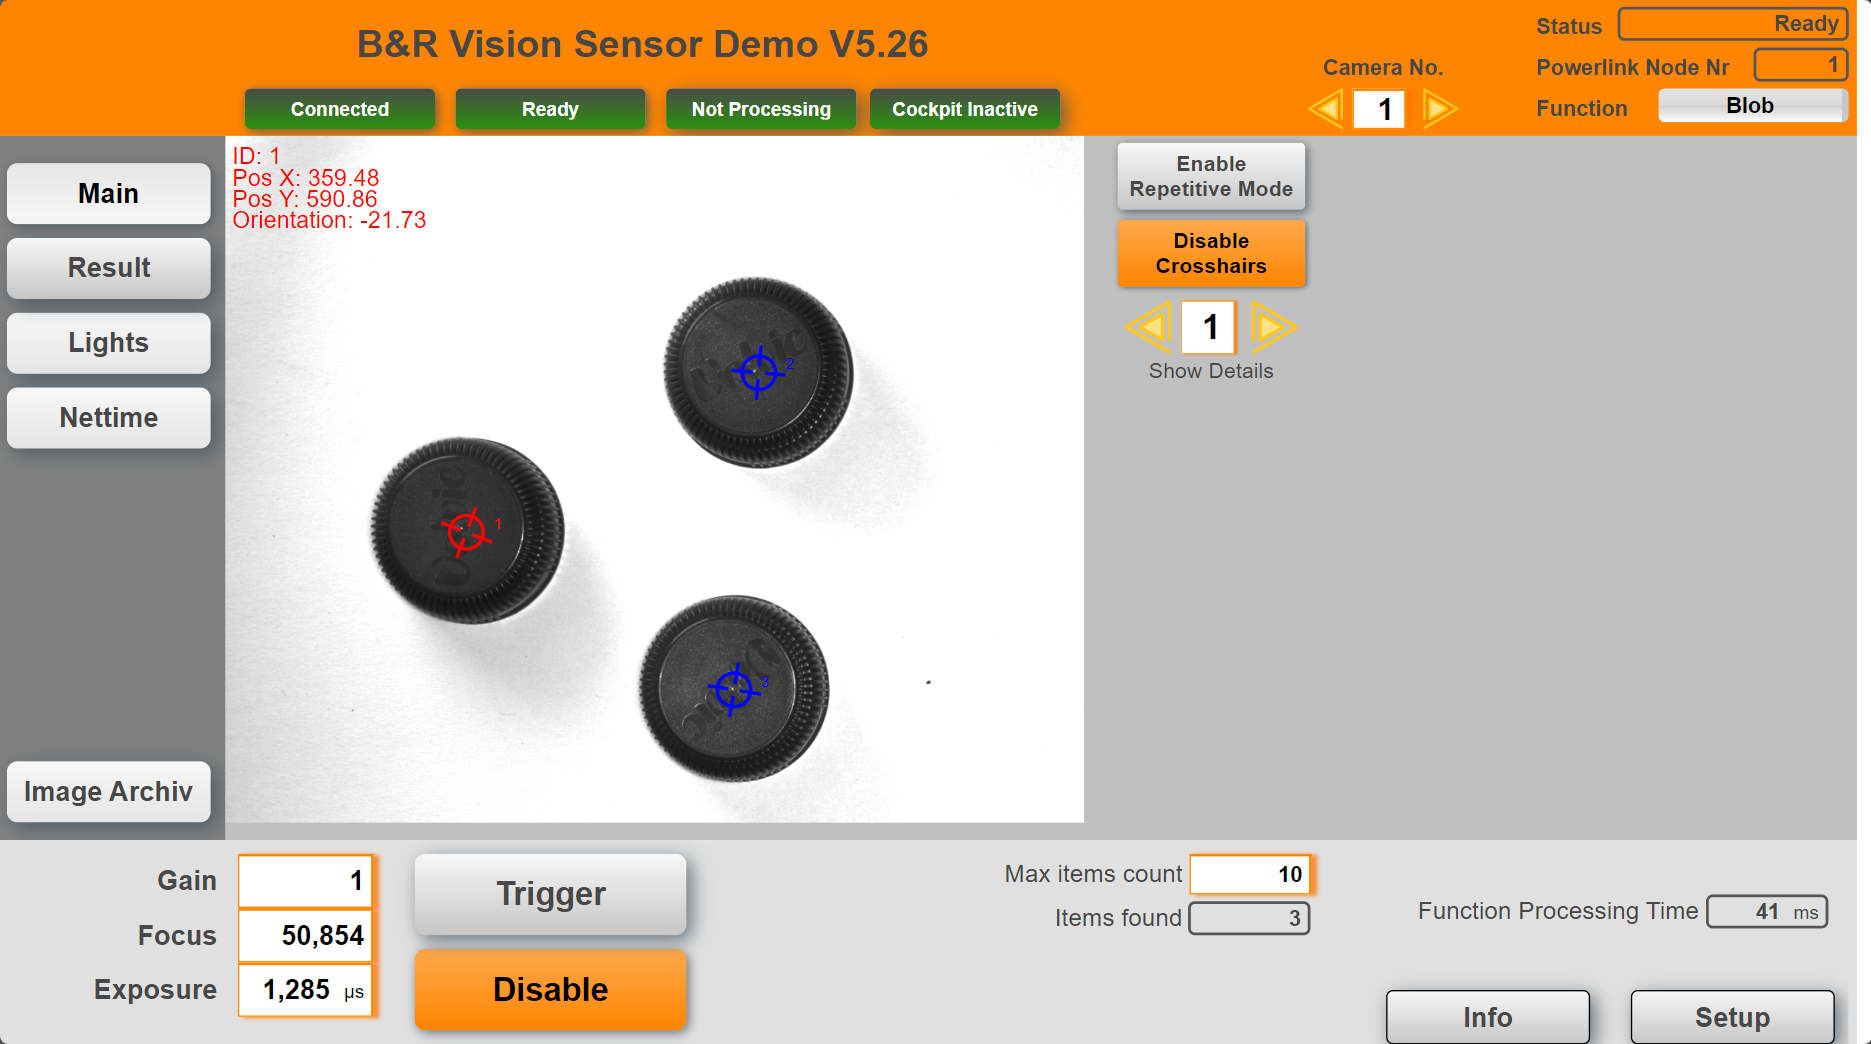 B&R Vision Sensor Demo V5.26
Connected
Ready
Not Processing
Cockpit Inactive
Camera No.
1
Status
Ready
Powerlink Node Nr
1
Function
Blob
Main
Result
Lights
Nettime
Image Archiv
ID: 1
Pos X: 359.48
Pos Y: 590.86
Orientation: -21.73
2
1
3
Enable
Repetitive Mode
Disable
Crosshairs
1
Show Details
Gain
1
Focus
50,854
Exposure
1,285 µs
Trigger
Disable
Max items count
10
Items found
3
Function Processing Time
41 ms
Info
Setup